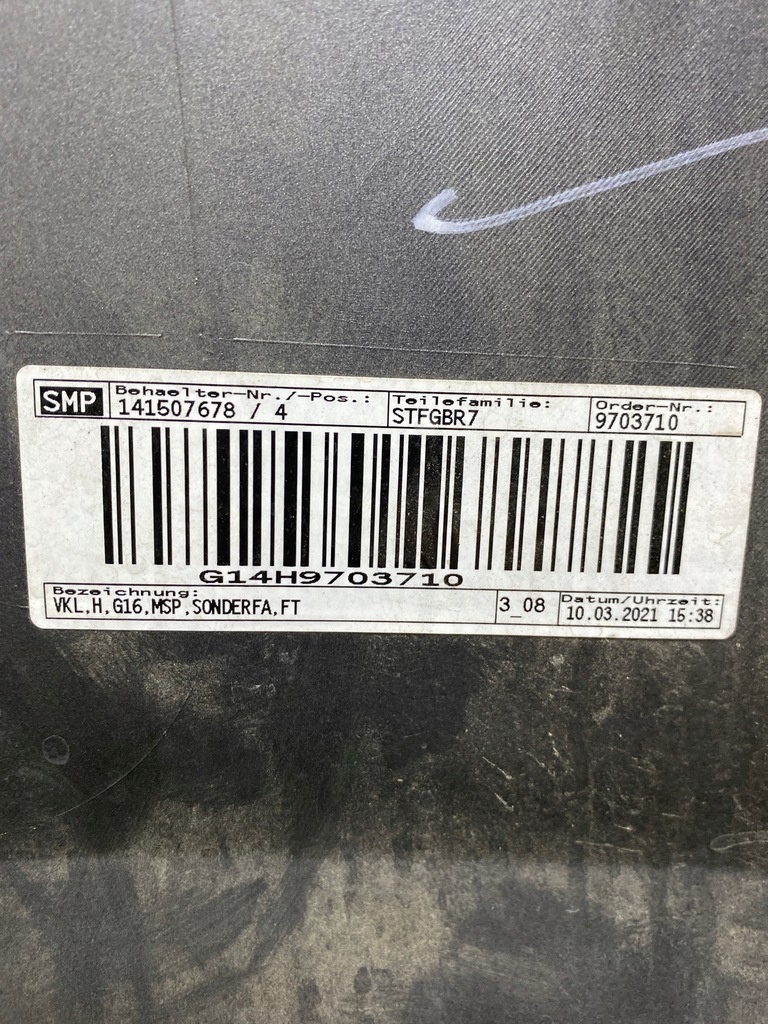 SMP
Behaelter-Nr./-Pos.:
141507678 / 4
Teilefamilie:
STFGBR7
Order-Nr.:
9703710
G14H9703710
Bezeichnung:
VKL,H,G16,MSP,SONDERFA,FT
3_08
Datum/Uhrzeit:
10.03.2021 15:38